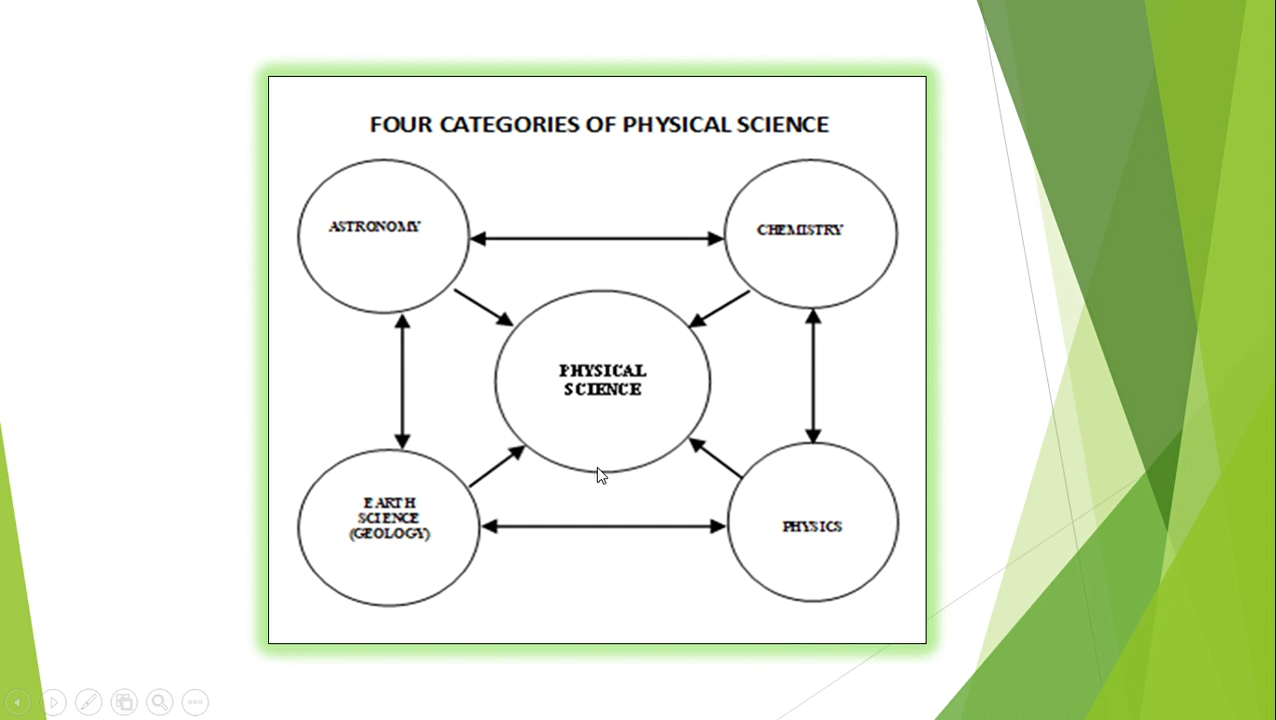 FOUR CATEGORIES OF PHYSICAL SCIENCE
ASTRONOMY
CHEMISTRY
PHYSICAL
SCIENCE
EARTH
SCIENCE
(GEOLOGY)
PHYSICS